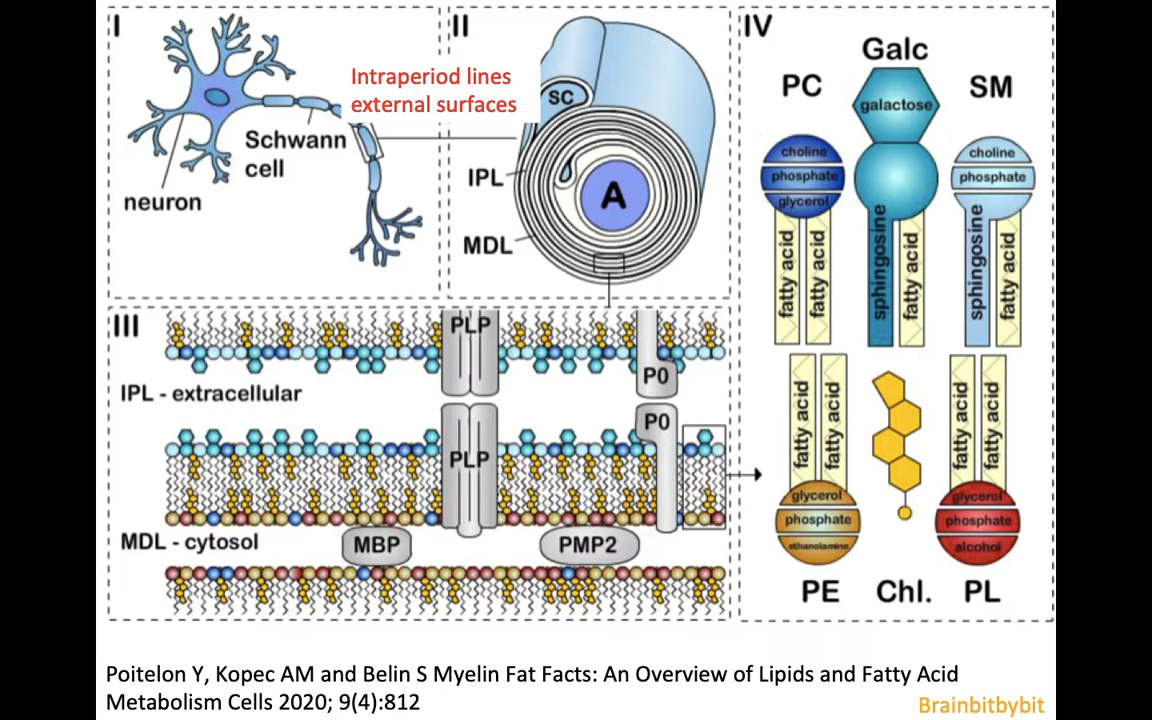 I
Intraperiod lines
external surfaces
Schwann
cell
neuron
II
SC
IPL
A
MDL
III
PLP
P0
IPL - extracellular
P0
PLP
MDL - cytosol
MBP
PMP2
IV
Galc
PC
galactose
SM
choline
phosphate
glycerol
choline
phosphate
fatty acid
fatty acid
sphingosine
fatty acid
sphingosine
fatty acid
fatty acid
fatty acid
fatty acid
fatty acid
glycerol
phosphate
ethanolamine
glycerol
phosphate
alcohol
PE
Chl.
PL
Poitelon Y, Kopec AM and Belin S Myelin Fat Facts: An Overview of Lipids and Fatty Acid
Metabolism Cells 2020; 9(4):812
Brainbitbybit